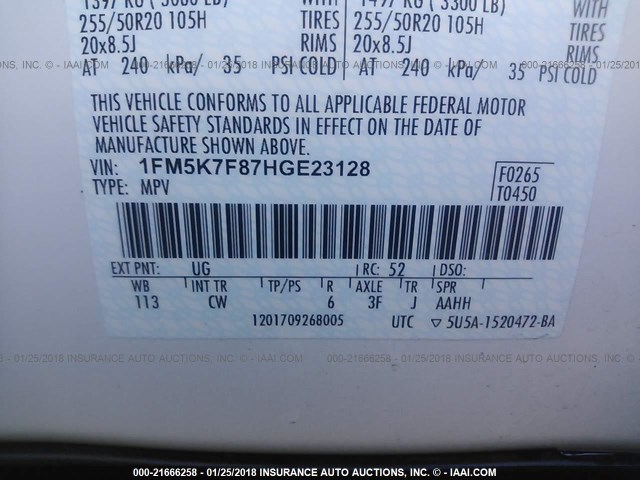 255/50R20 105H TIRES 255/50R20 105H TIRES
20x8.5J RIMS 20x8.5J RIMS
AT 240 kPa/ 35 PSI COLD AT 240 kPa/ 35 PSI COLD
THIS VEHICLE CONFORMS TO ALL APPLICABLE FEDERAL MOTOR
VEHICLE SAFETY STANDARDS IN EFFECT ON THE DATE OF
MANUFACTURE SHOWN ABOVE.
VIN: 1FM5K7F87HGE23128
TYPE: MPV
F0265
T0450
EXT PNT: UG RC: 52 DSO:
WB INT TR TP/PS R AXLE TR SPR
113 CW 6 3F J AAHH
1201709268005 UTC ▽ 5U5A-1520472-BA
000-21666258 - 01/25/2018 INSURANCE AUTO AUCTIONS, INC. - © IAAI.COM